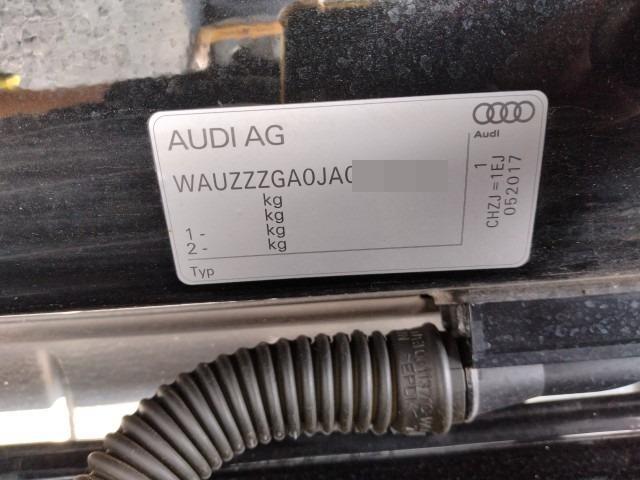 AUDI AG
Audi
WAUZZZGA0JA0
kg
kg
1 - kg
2 - kg
Typ
1
CHZJ =1EJ
052017